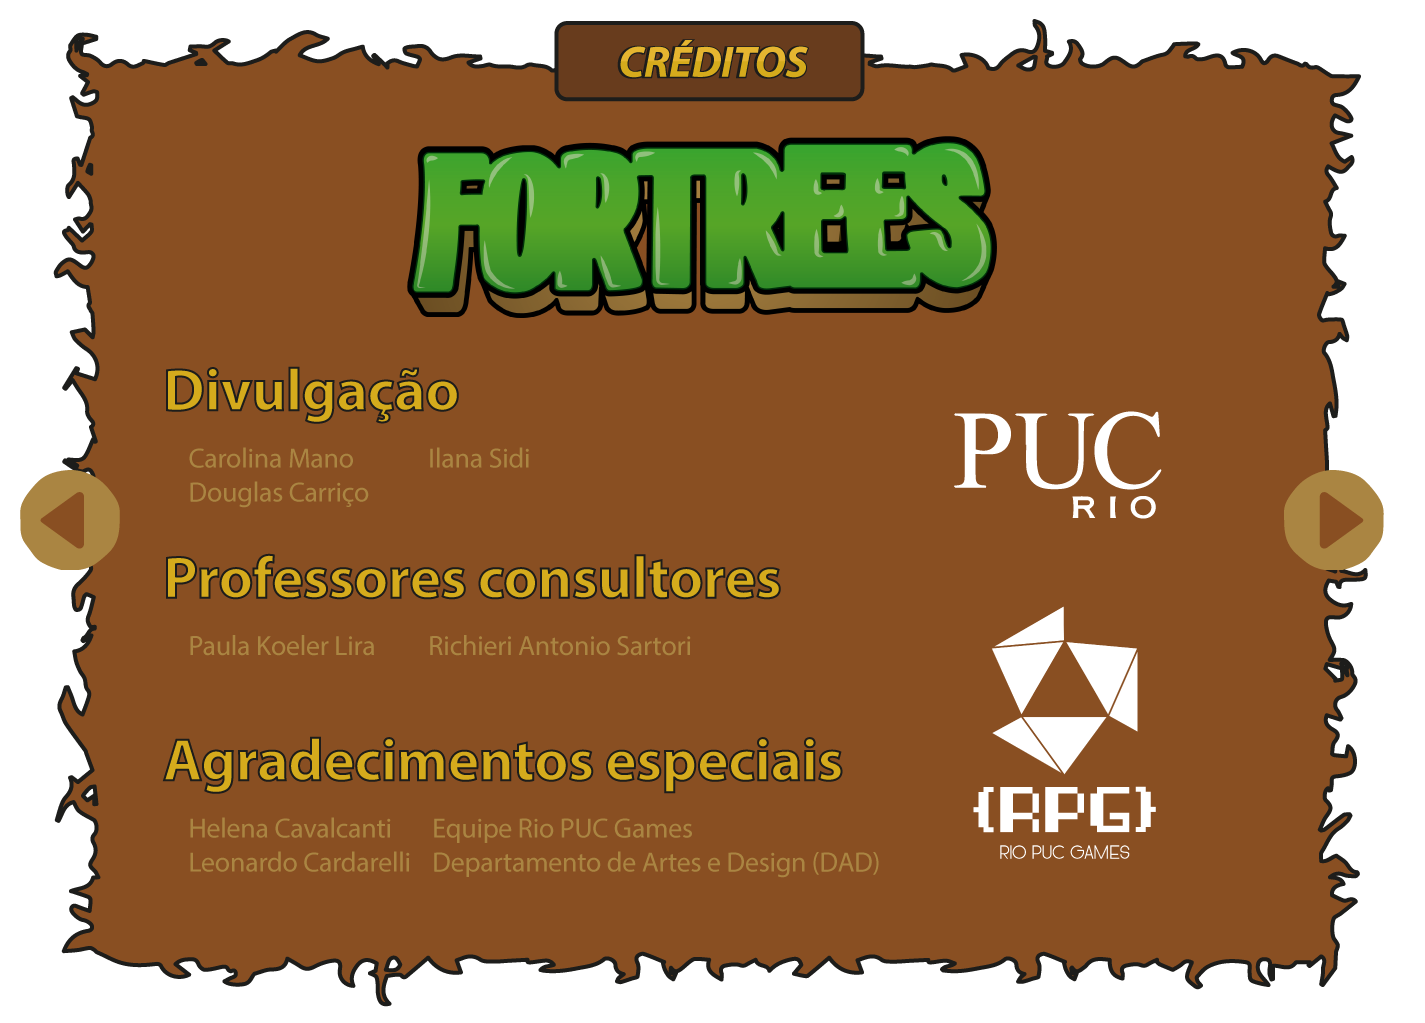 CRÉDITOS
FORTREES
Divulgação
Carolina Mano Ilana Sidi
Douglas Carriço
PUC
RIO
Professores consultores
Paula Koeler Lira Richieri Antonio Sartori
Agradecimentos especiais
Helena Cavalcanti Equipe Rio PUC Games
Leonardo Cardarelli Departamento de Artes e Design (DAD)
{RPG}
RIO PUC GAMES